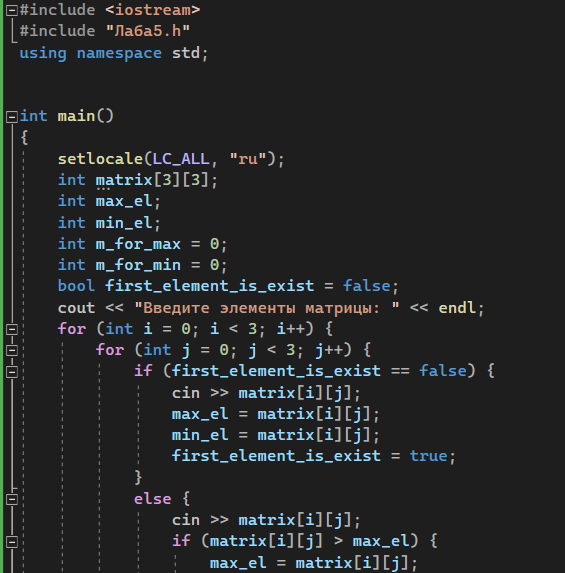 #include <iostream>
#include "Лаба5.h"
using namespace std;
int main()
{
setlocale(LC_ALL, "ru");
int matrix[3][3];
int max_el;
int min_el;
int m_for_max = 0;
int m_for_min = 0;
bool first_element_is_exist = false;
cout << "Введите элементы матрицы: " << endl;
for (int i = 0; i < 3; i++) {
for (int j = 0; j < 3; j++) {
if (first_element_is_exist == false) {
cin >> matrix[i][j];
max_el = matrix[i][j];
min_el = matrix[i][j];
first_element_is_exist = true;
}
else {
cin >> matrix[i][j];
if (matrix[i][j] > max_el) {
max_el = matrix[i][j];